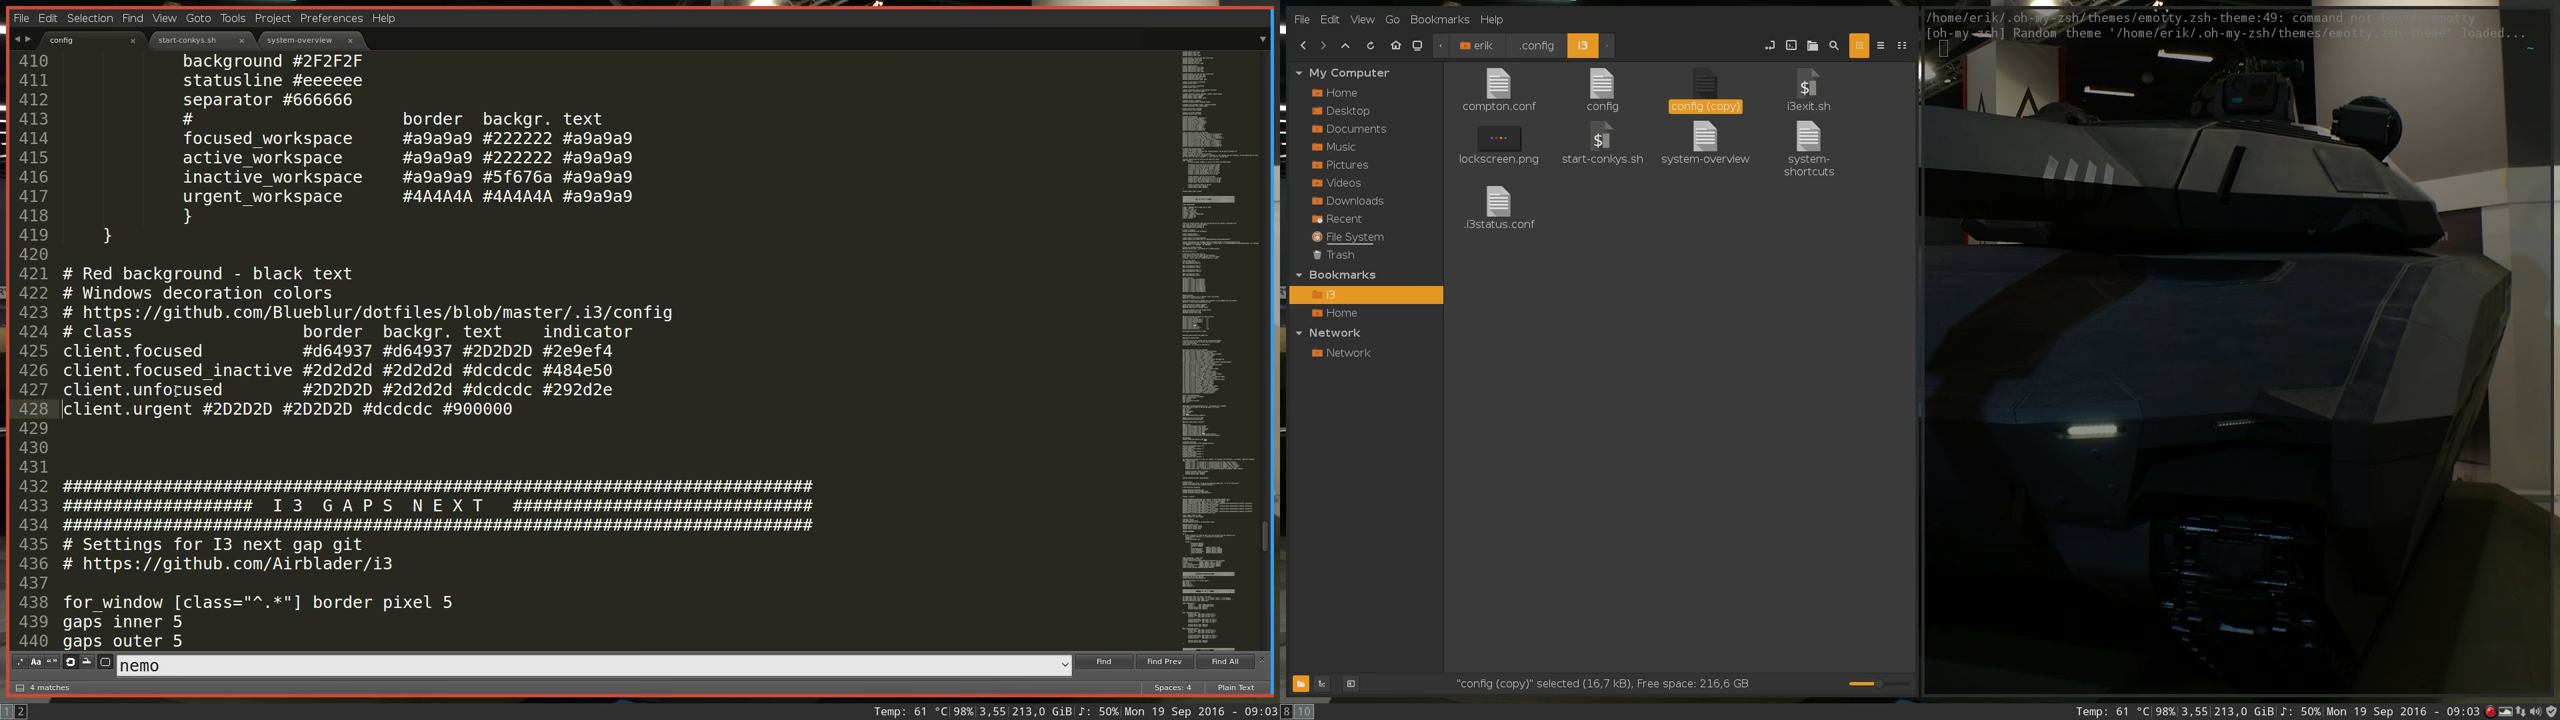 File Edit Selection Find View Goto Tools Project Preferences Help
config × start-conkys.sh × system-overview ×
410 background #2F2F2F
411 statusline #eeeeee
412 separator #666666
413 # border backgr. text
414 focused_workspace #a9a9a9 #222222 #a9a9a9
415 active_workspace #a9a9a9 #222222 #a9a9a9
416 inactive_workspace #a9a9a9 #5f676a #a9a9a9
417 urgent_workspace #4A4A4A #4A4A4A #a9a9a9
418 }
419 }
420
421 # Red background - black text
422 # Windows decoration colors
423 # https://github.com/Blueblur/dotfiles/blob/master/.i3/config
424 # class border backgr. text indicator
425 client.focused #d64937 #d64937 #2D2D2D #2e9ef4
426 client.focused_inactive #2d2d2d #2d2d2d #dcdcdc #484e50
427 client.unfocused #2D2D2D #2d2d2d #dcdcdc #292d2e
428 client.urgent #2D2D2D #2D2D2D #dcdcdc #900000
429
430
431
432 ###########################################################################
433 ################### I 3 G A P S N E X T ##############################
434 ###########################################################################
435 # Settings for I3 next gap git
436 # https://github.com/Airblader/i3
437
438 for_window [class="^.*"] border pixel 5
439 gaps inner 5
440 gaps outer 5
.* Aa “” nemo Find Find Prev Find All
4 matches Spaces: 4 Plain Text
1 2 Temp: 61 °C 98% 3,55 213,0 GiB ♪: 50% Mon 19 Sep 2016 - 09:03
File Edit View Go Bookmarks Help
erik .config i3
My Computer
Home
Desktop
Documents
Music
Pictures
Videos
Downloads
Recent
File System
Trash
Bookmarks
i3
Home
Network
Network
compton.conf config config (copy) i3exit.sh
lockscreen.png start-conkys.sh system-overview system-shortcuts
.i3status.conf
"config (copy)" selected (16,7 kB), Free space: 216,6 GB
/home/erik/.oh-my-zsh/themes/emotty.zsh-theme:49: command not found: emotty
[oh-my-zsh] Random theme '/home/erik/.oh-my-zsh/themes/emotty.zsh-theme' loaded...
~
8 10 Temp: 61 °C 98% 3,55 213,0 GiB ♪: 50% Mon 19 Sep 2016 - 09:03